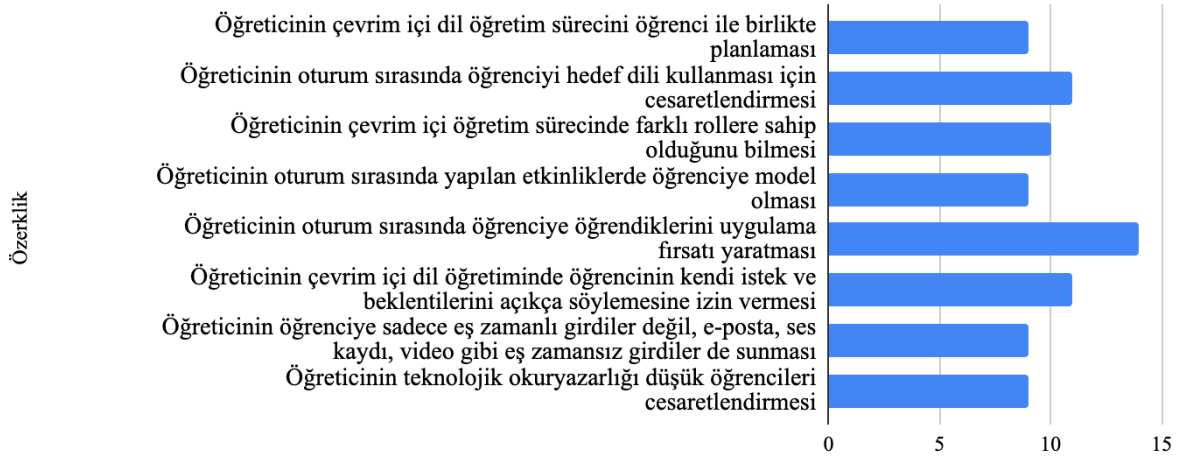 Öğreticinin çevrim içi dil öğretim sürecini öğrenci ile birlikte
planlaması
Öğreticinin oturum sırasında öğrenciyi hedef dili kullanması için
cesaretlendirmesi
Öğreticinin çevrim içi öğretim sürecinde farklı rollere sahip
olduğunu bilmesi
Öğreticinin oturum sırasında yapılan etkinliklerde öğrenciye model
olması
Öğreticinin oturum sırasında öğrenciye öğrendiklerini uygulama
fırsatı yaratması
Öğreticinin çevrim içi dil öğretiminde öğrencinin kendi istek ve
beklentilerini açıkça söylemesine izin vermesi
Öğreticinin öğrenciye sadece eş zamanlı girdiler değil, e-posta, ses
kaydı, video gibi eş zamansız girdiler de sunması
Öğreticinin teknolojik okuryazarlığı düşük öğrencileri
cesaretlendirmesi
Özerklik
0 5 10 15